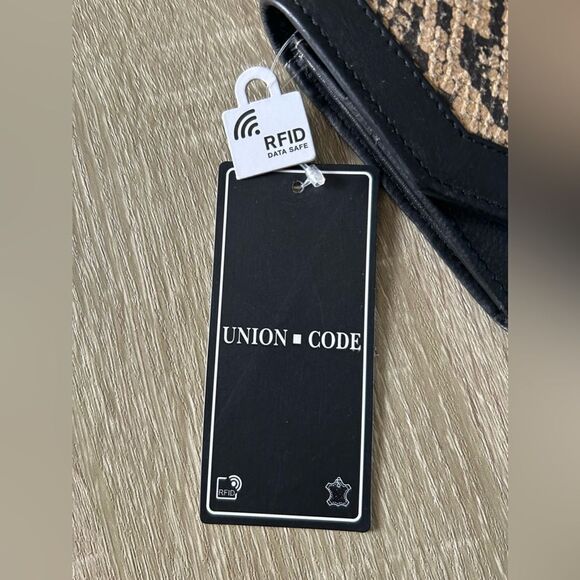 RFID
DATA SAFE
UNION ▪ CODE
RFID